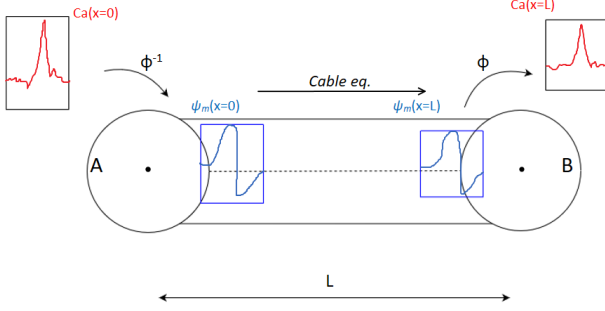 Ca(x=0)
Ca(x=L)
Φ⁻¹
Φ
Cable eq.
ψₘ(x=0)
ψₘ(x=L)
A
B
L